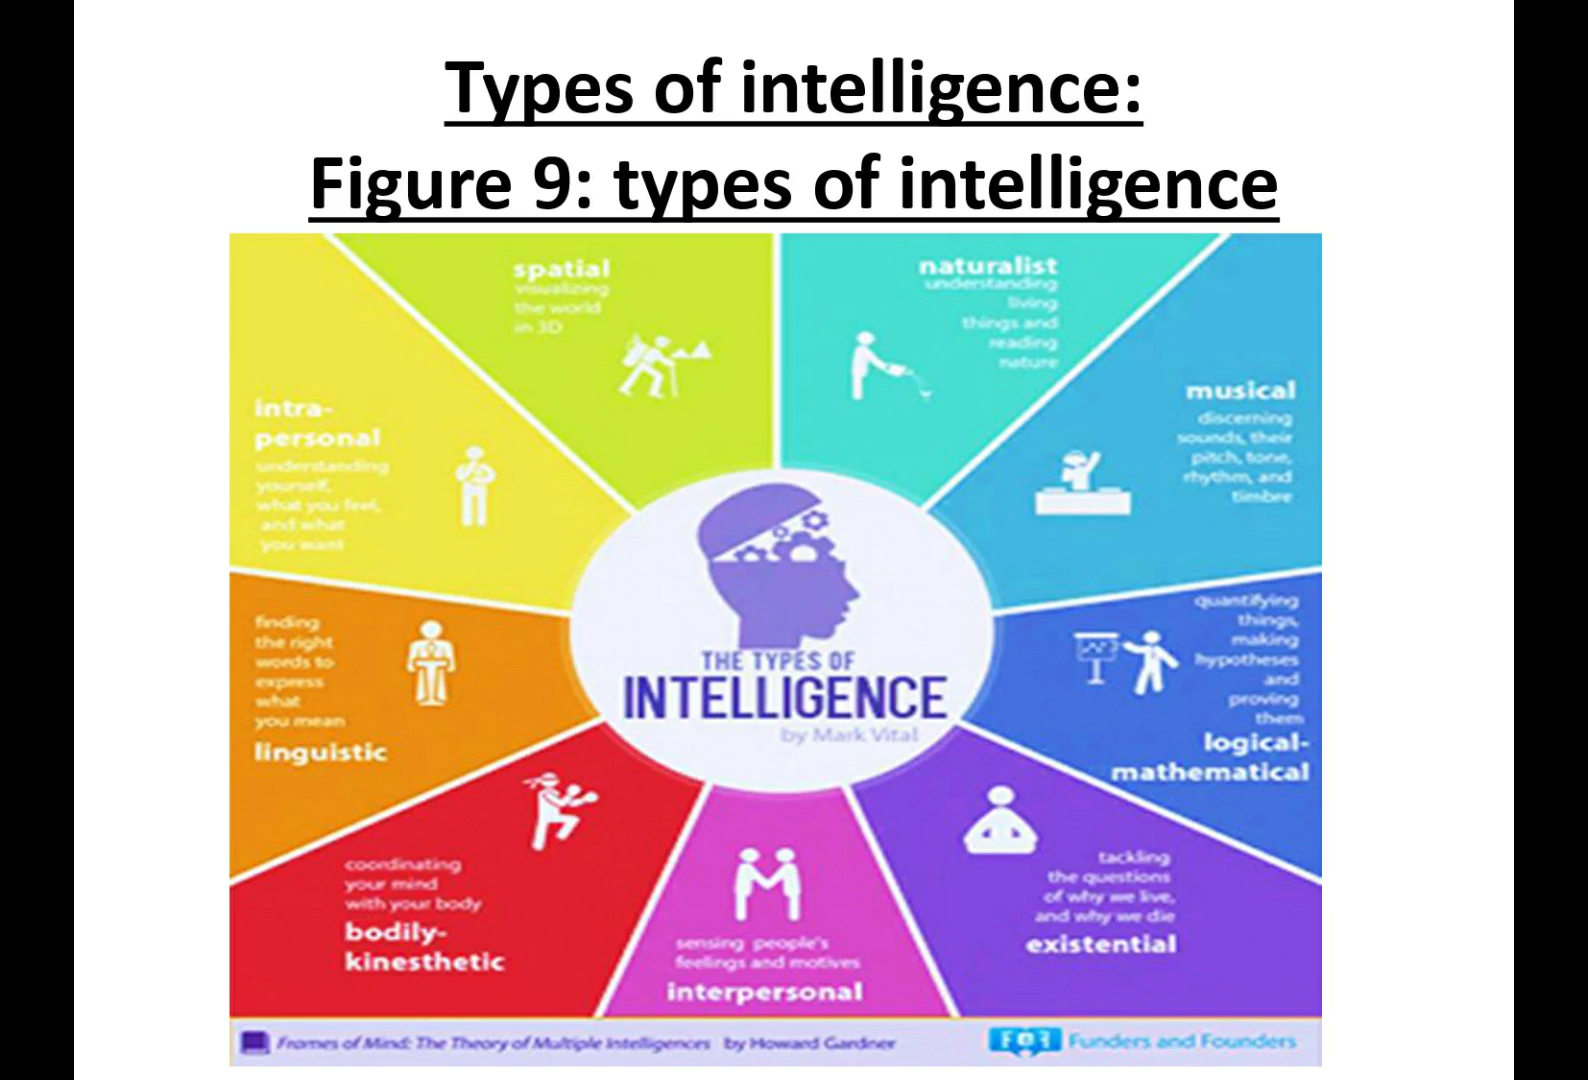 Types of intelligence:
Figure 9: types of intelligence
spatial
visualizing
the world
in 3D
naturalist
understanding
living
things and
reading
nature
musical
discerning
sounds, their
pitch, tone,
rhythm, and
timbre
intra-
personal
understanding
yourself,
what you feel,
and what
you want
finding
the right
words to
express
what
you mean
linguistic
THE TYPES OF
INTELLIGENCE
by Mark Vital
quantifying
things,
making
hypotheses
and
proving
them
logical-
mathematical
coordinating
your mind
with your body
bodily-
kinesthetic
sensing people's
feelings and motives
interpersonal
tackling
the questions
of why we live,
and why we die
existential
Frames of Mind: The Theory of Multiple Intelligences by Howard Gardner
Funders and Founders